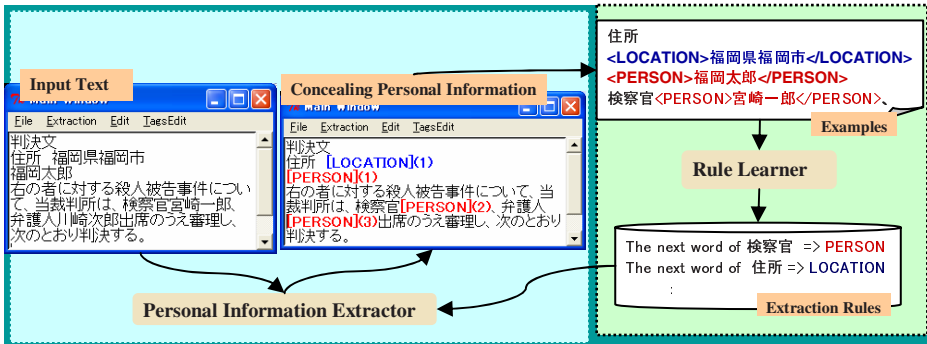 Input Text
Main Window
File Extraction Edit TagsEdit
判決文
住所 福岡県福岡市
福岡太郎
右の者に対する殺人被告事件につい
て、当裁判所は、検察官宮崎一郎、
弁護人川崎次郎出席のうえ審理し、
次のとおり判決する。
Concealing Personal Information
Main Window
File Extraction Edit TagsEdit
判決文
住所 [LOCATION](1)
[PERSON](1)
右の者に対する殺人被告事件について、当
裁判所は、検察官[PERSON](2)、弁護人
[PERSON](3)出席のうえ審理し、次のとおり
判決する。
Personal Information Extractor
住所
<LOCATION>福岡県福岡市</LOCATION>
<PERSON>福岡太郎</PERSON>
検察官<PERSON>宮崎一郎</PERSON>、
Examples
Rule Learner
The next word of 検察官 => PERSON
The next word of 住所 => LOCATION
:
Extraction Rules